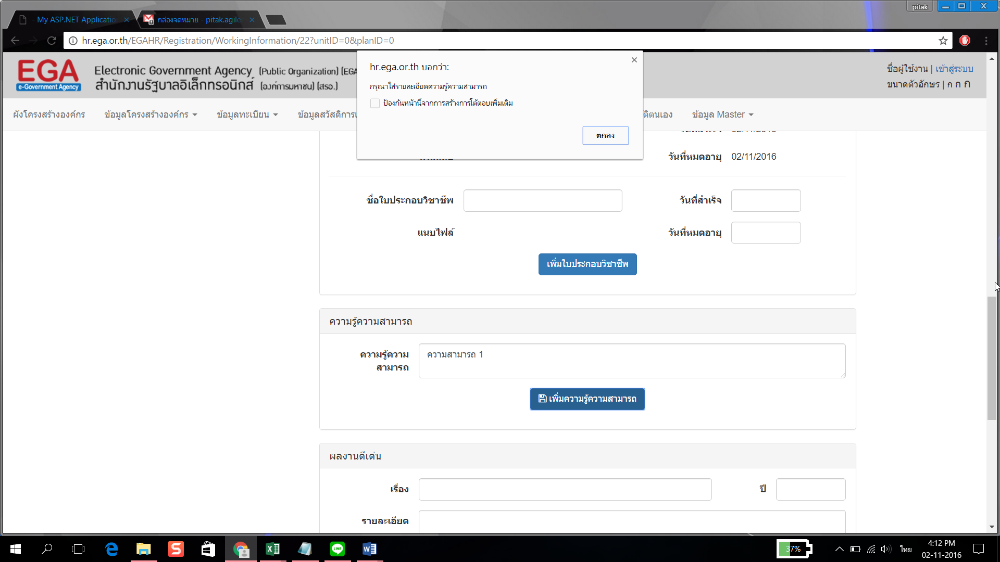 pitak
- My ASP.NET Applicatio
กล่องจดหมาย - pitak.agile
hr.ega.or.th/EGAHR/Registration/WorkingInformation/22?unitID=0&planID=0
EGA
e-Government Agency
Electronic Government Agency (Public Organization) (EGA
สำนักงานรัฐบาลอิเล็กทรอนิกส์ (องค์การมหาชน) (สรอ.)
ชื่อผู้ใช้งาน | เข้าสู่ระบบ
ขนาดตัวอักษร | ก ก ก
hr.ega.or.th บอกว่า:
กรุณาใส่รายละเอียดความรู้ความสามารถ
ป้องกันหน้านี้จากการสร้างการโต้ตอบเพิ่มเติม
ตกลง
ผังโครงสร้างองค์กร
ข้อมูลโครงสร้างองค์กร
ข้อมูลทะเบียน
ข้อมูลสวัสดิการ
ติตนเอง
ข้อมูล Master
วันที่หมดอายุ 02/11/2016
ชื่อใบประกอบวิชาชีพ
วันที่สำเร็จ
แนบไฟล์
วันที่หมดอายุ
เพิ่มใบประกอบวิชาชีพ
ความรู้ความสามารถ
ความรู้ความ
สามารถ
ความสามารถ 1
เพิ่มความรู้ความสามารถ
ผลงานดีเด่น
เรื่อง
ปี
รายละเอียด
37%
ไทย
4:12 PM
02-11-2016